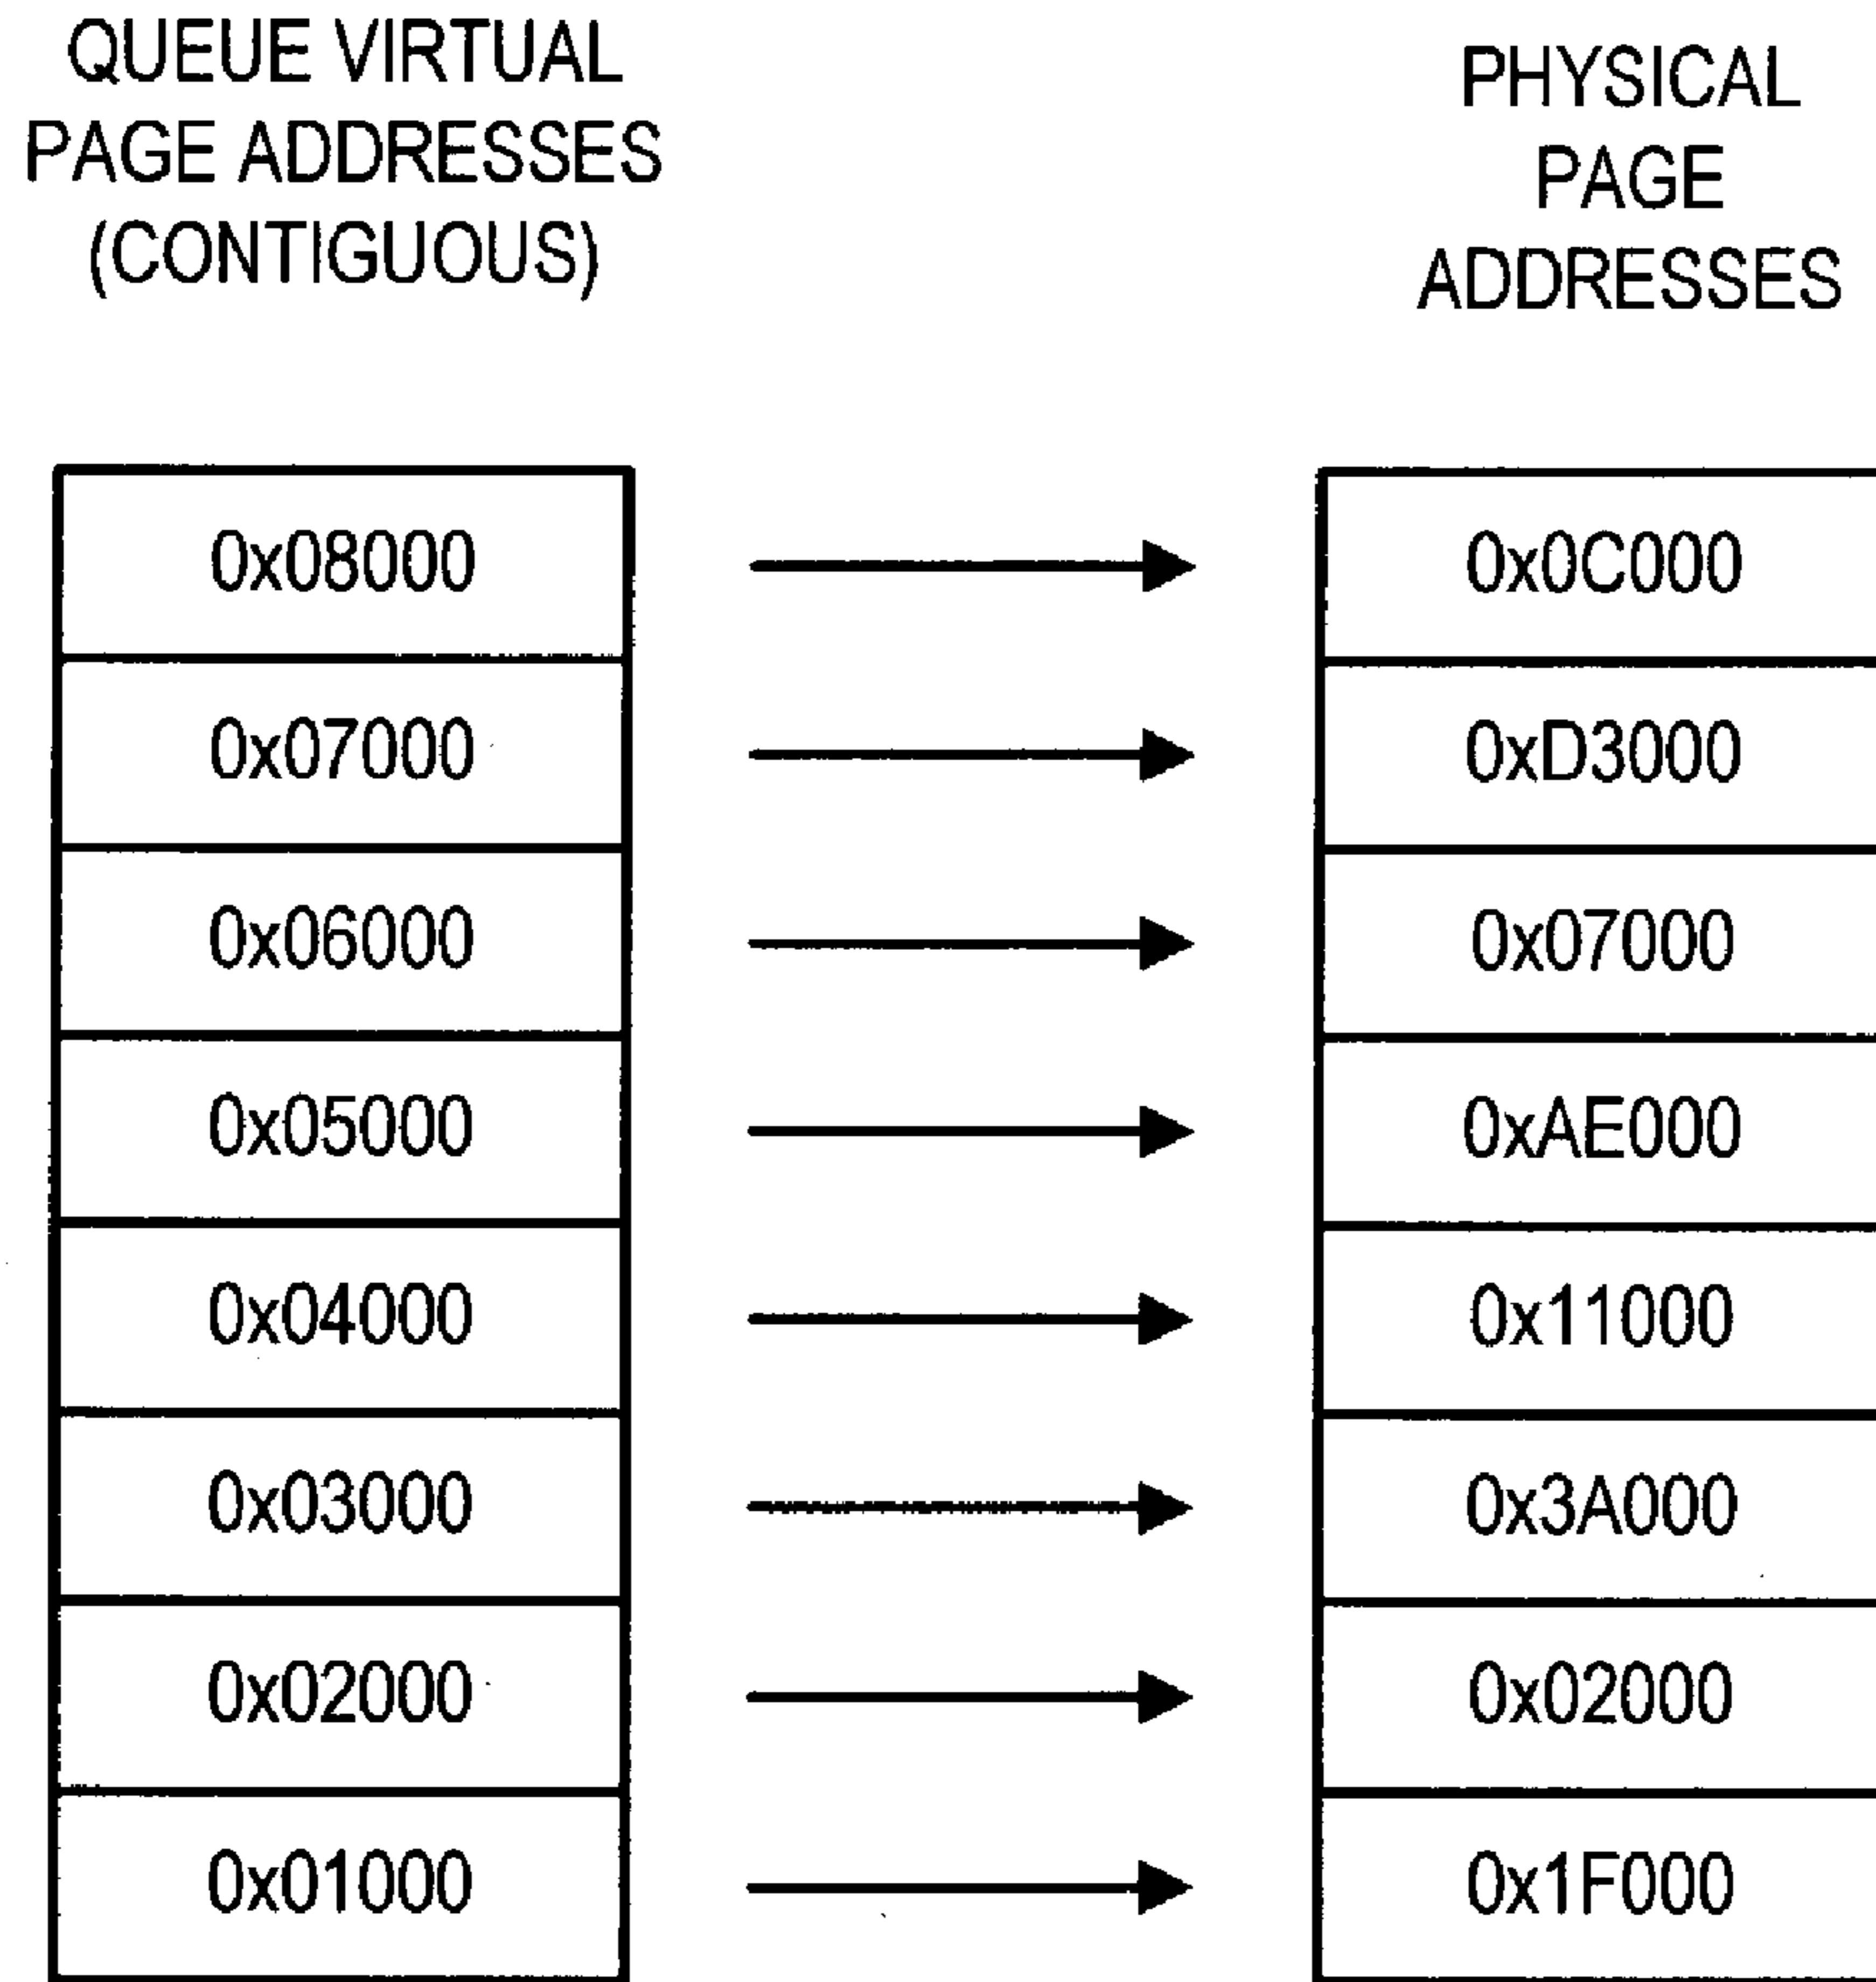 QUEUE VIRTUAL
PAGE ADDRESSES
(CONTIGUOUS)
PHYSICAL
PAGE
ADDRESSES
0x08000
0x0C000
0x07000
0xD3000
0x06000
0x07000
0x05000
0xAE000
0x04000
0x11000
0x03000
0x3A000
0x02000
0x02000
0x01000
0x1F000